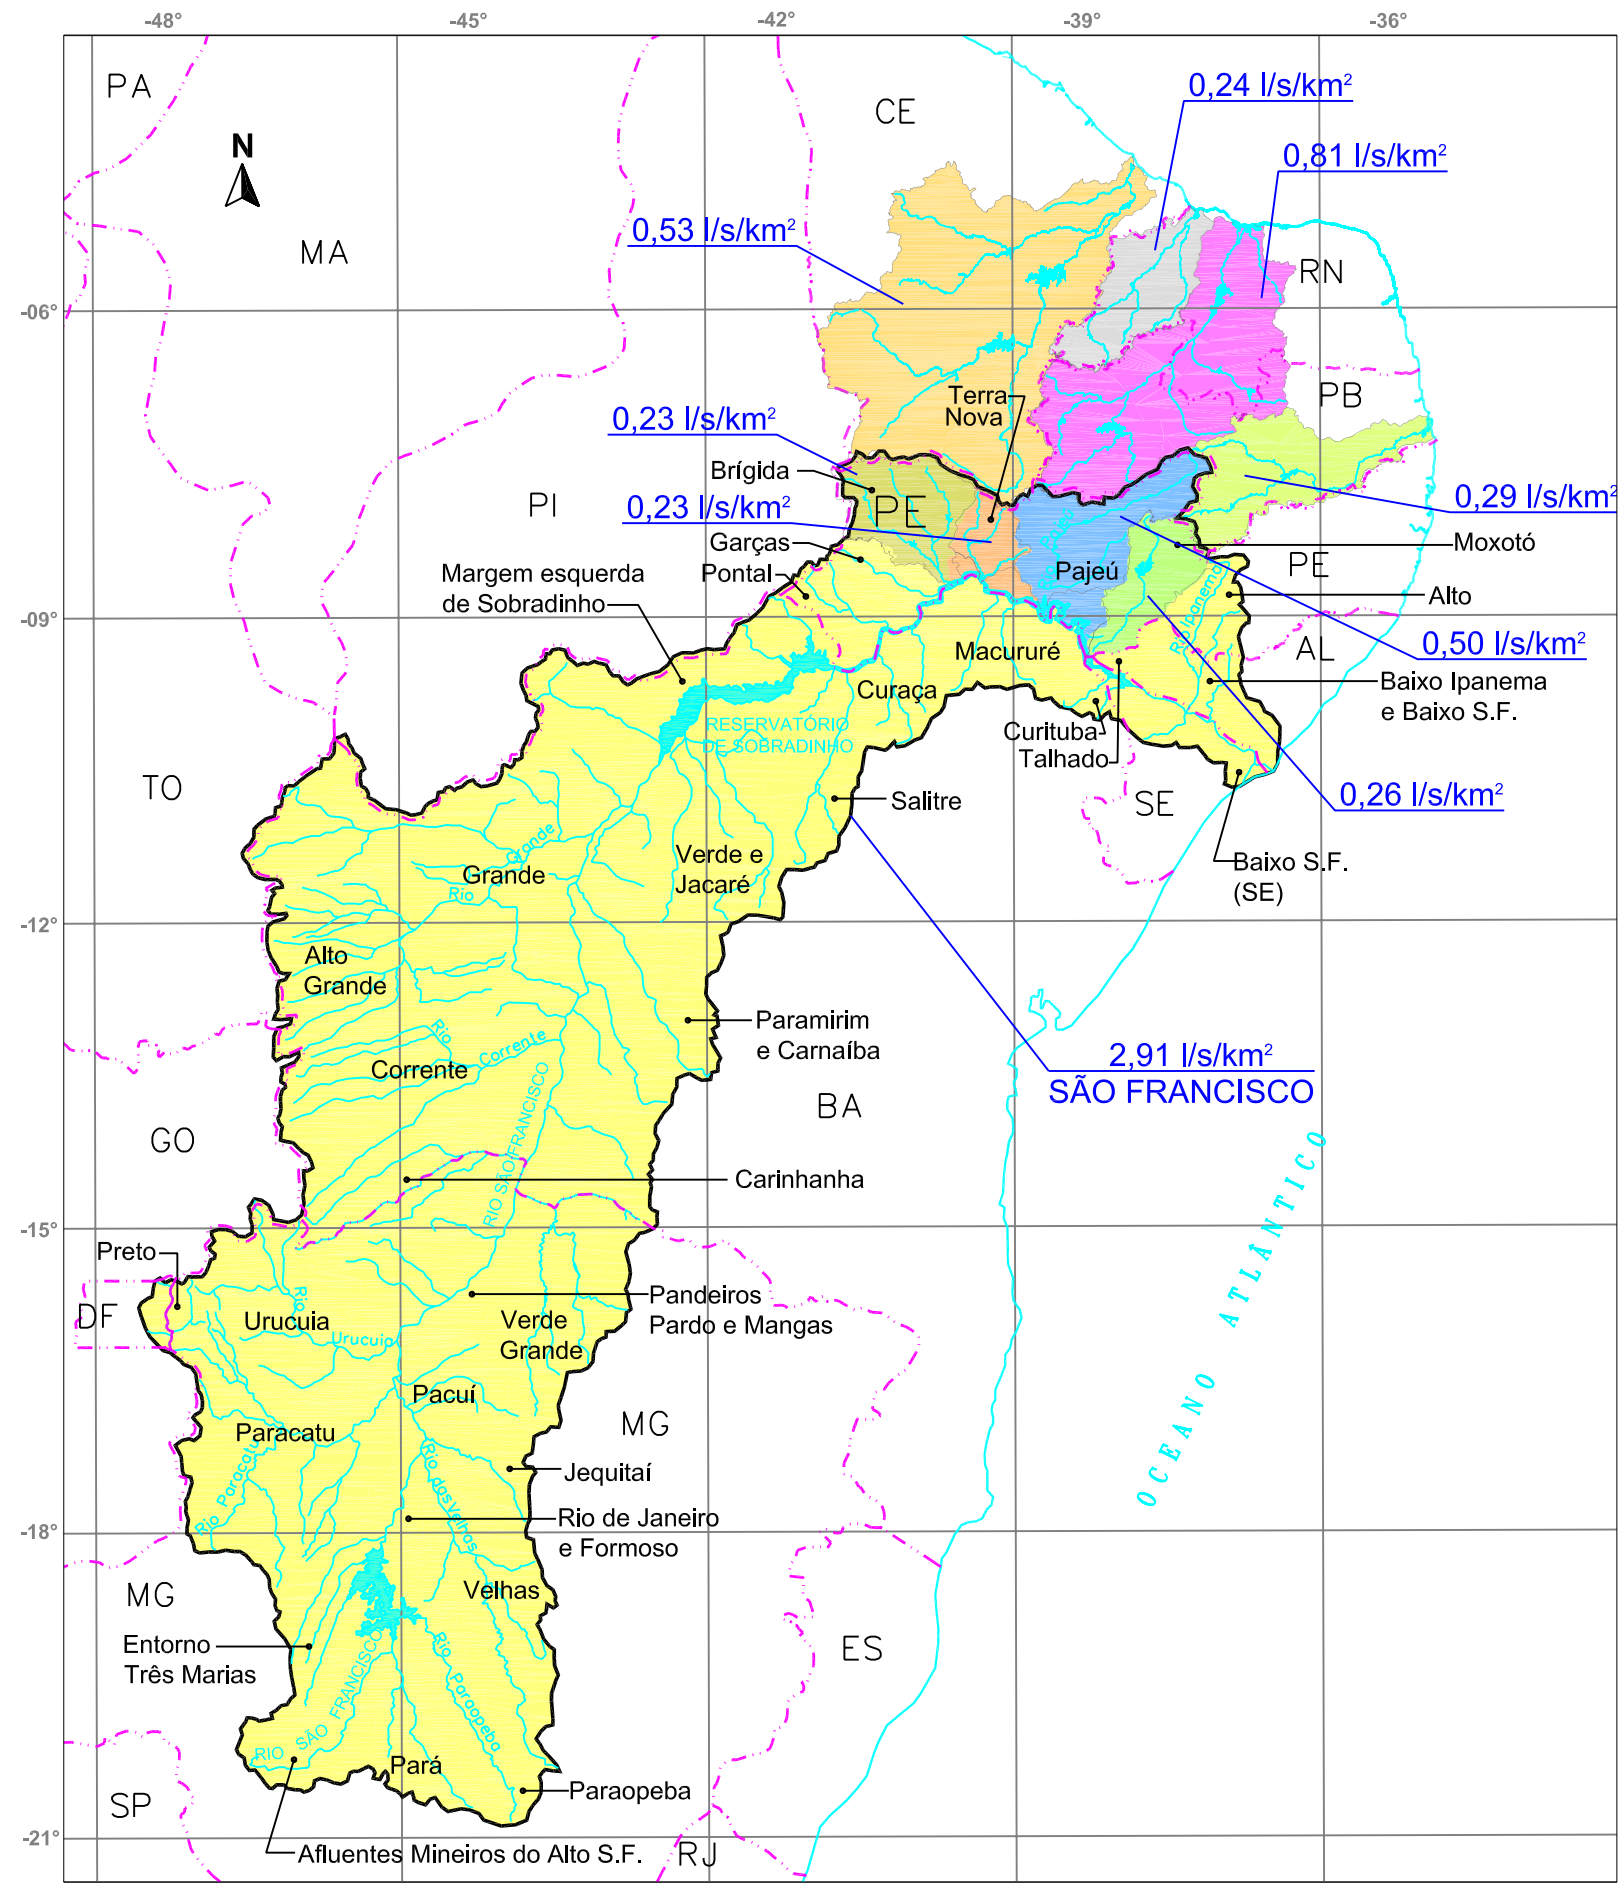 -48°
-45°
-42°
-39°
-36°
PA
CE
0,24 l/s/km²
N
0,81 l/s/km²
0,53 l/s/km²
MA
RN
-06°
Terra
Nova
PB
0,23 l/s/km²
Brígida
PI
PE
0,29 l/s/km²
0,23 l/s/km²
Garças
Moxotó
Margem esquerda
de Sobradinho
Pontal
Pajeú
PE
Alto
-09°
Rio Ipanema
AL
0,50 l/s/km²
Macururé
Curaça
Baixo Ipanema
e Baixo S.F.
RESERVATÓRIO
DE SOBRADINHO
Curituba
Talhado
TO
Salitre
SE
0,26 l/s/km²
Rio Grande
Grande
Verde e
Jacaré
Baixo S.F.
(SE)
-12°
Alto
Grande
Paramirim
e Carnaíba
Rio Corrente
Corrente
2,91 l/s/km²
SÃO FRANCISCO
BA
GO
RIO SÃO FRANCISCO
Carinhanha
OCEANO ATLÂNTICO
-15°
Preto
DF
Rio Urucuia
Urucuia
Pandeiros
Pardo e Mangas
Verde
Grande
Pacuí
MG
Paracatu
Rio Paracatu
Rio das Velhas
Jequitaí
Rio de Janeiro
e Formoso
-18°
MG
Velhas
Entorno
Três Marias
ES
Rio Paraopeba
RIO SÃO FRANCISCO
Pará
Paraopeba
SP
-21°
Afluentes Mineiros do Alto S.F.
RJ